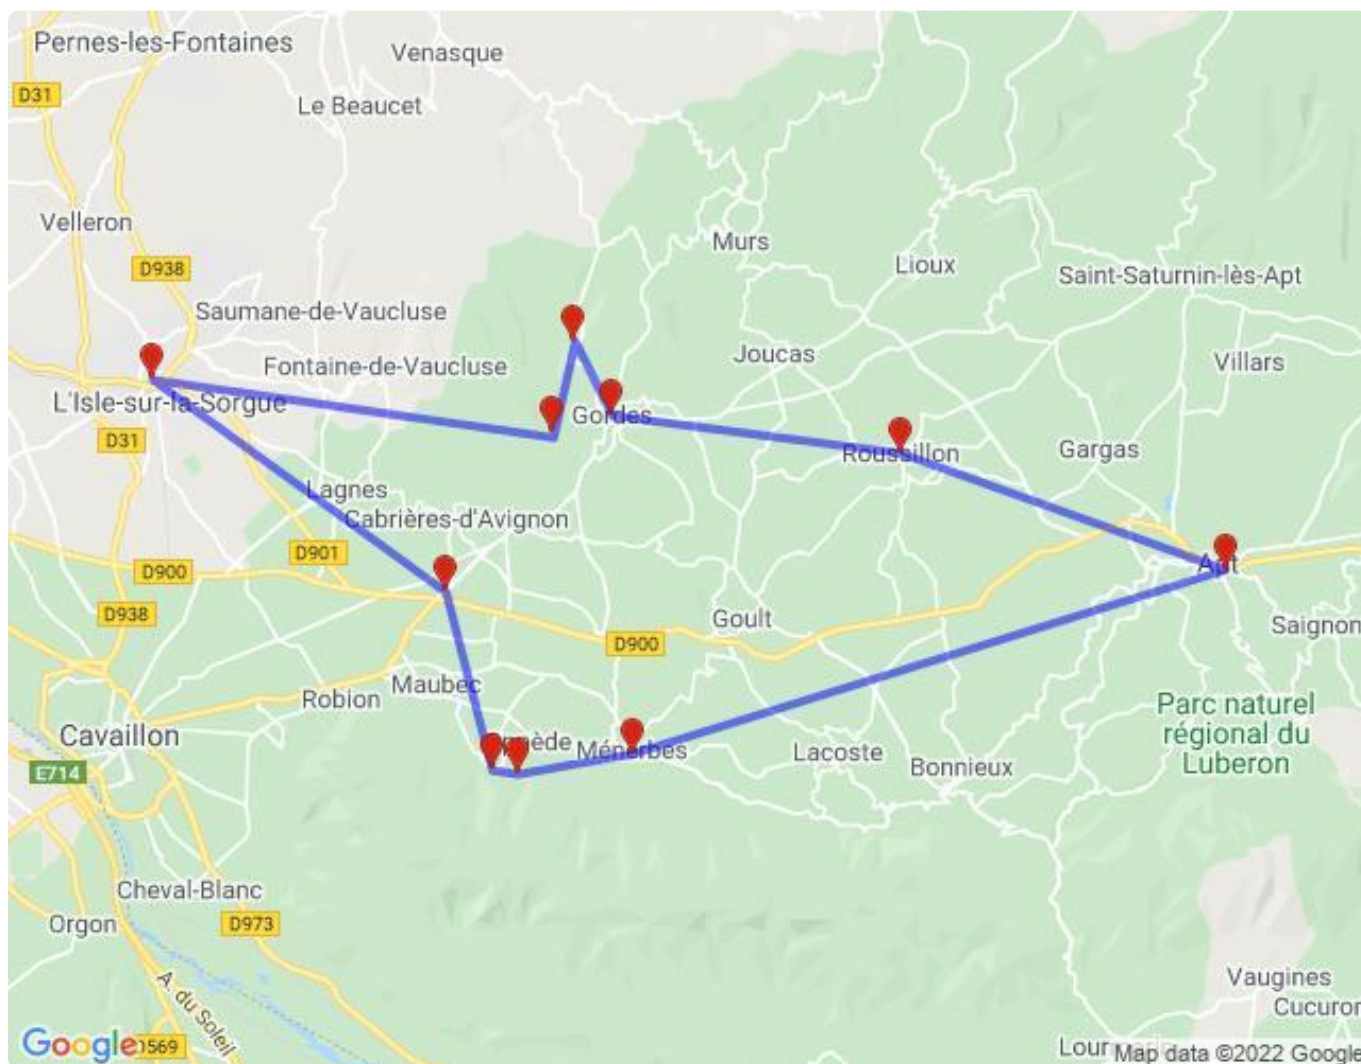 Pernes-les-Fontaines
Venasque
D31
Le Beaucet
Velleron
Murs
D938
Lioux
Saint-Saturnin-lès-Apt
Saumane-de-Vaucluse
Fontaine-de-Vaucluse
Joucas
Villars
L'Isle-sur-la-Sorgue
Gordes
D31
Roussillon
Gargas
Lagnes
Cabrières-d'Avignon
D901
D900
Apt
D938
Goult
Saignon
D900
Maubec
Robion
Parc naturel
régional du
Luberon
Cavaillon
Ménerbes
Lacoste
Bonnieux
E714
Cheval-Blanc
Orgon
D973
A. du Soleil
Vaugines
Cucuron
Google
D569
Map data ©2022 Google